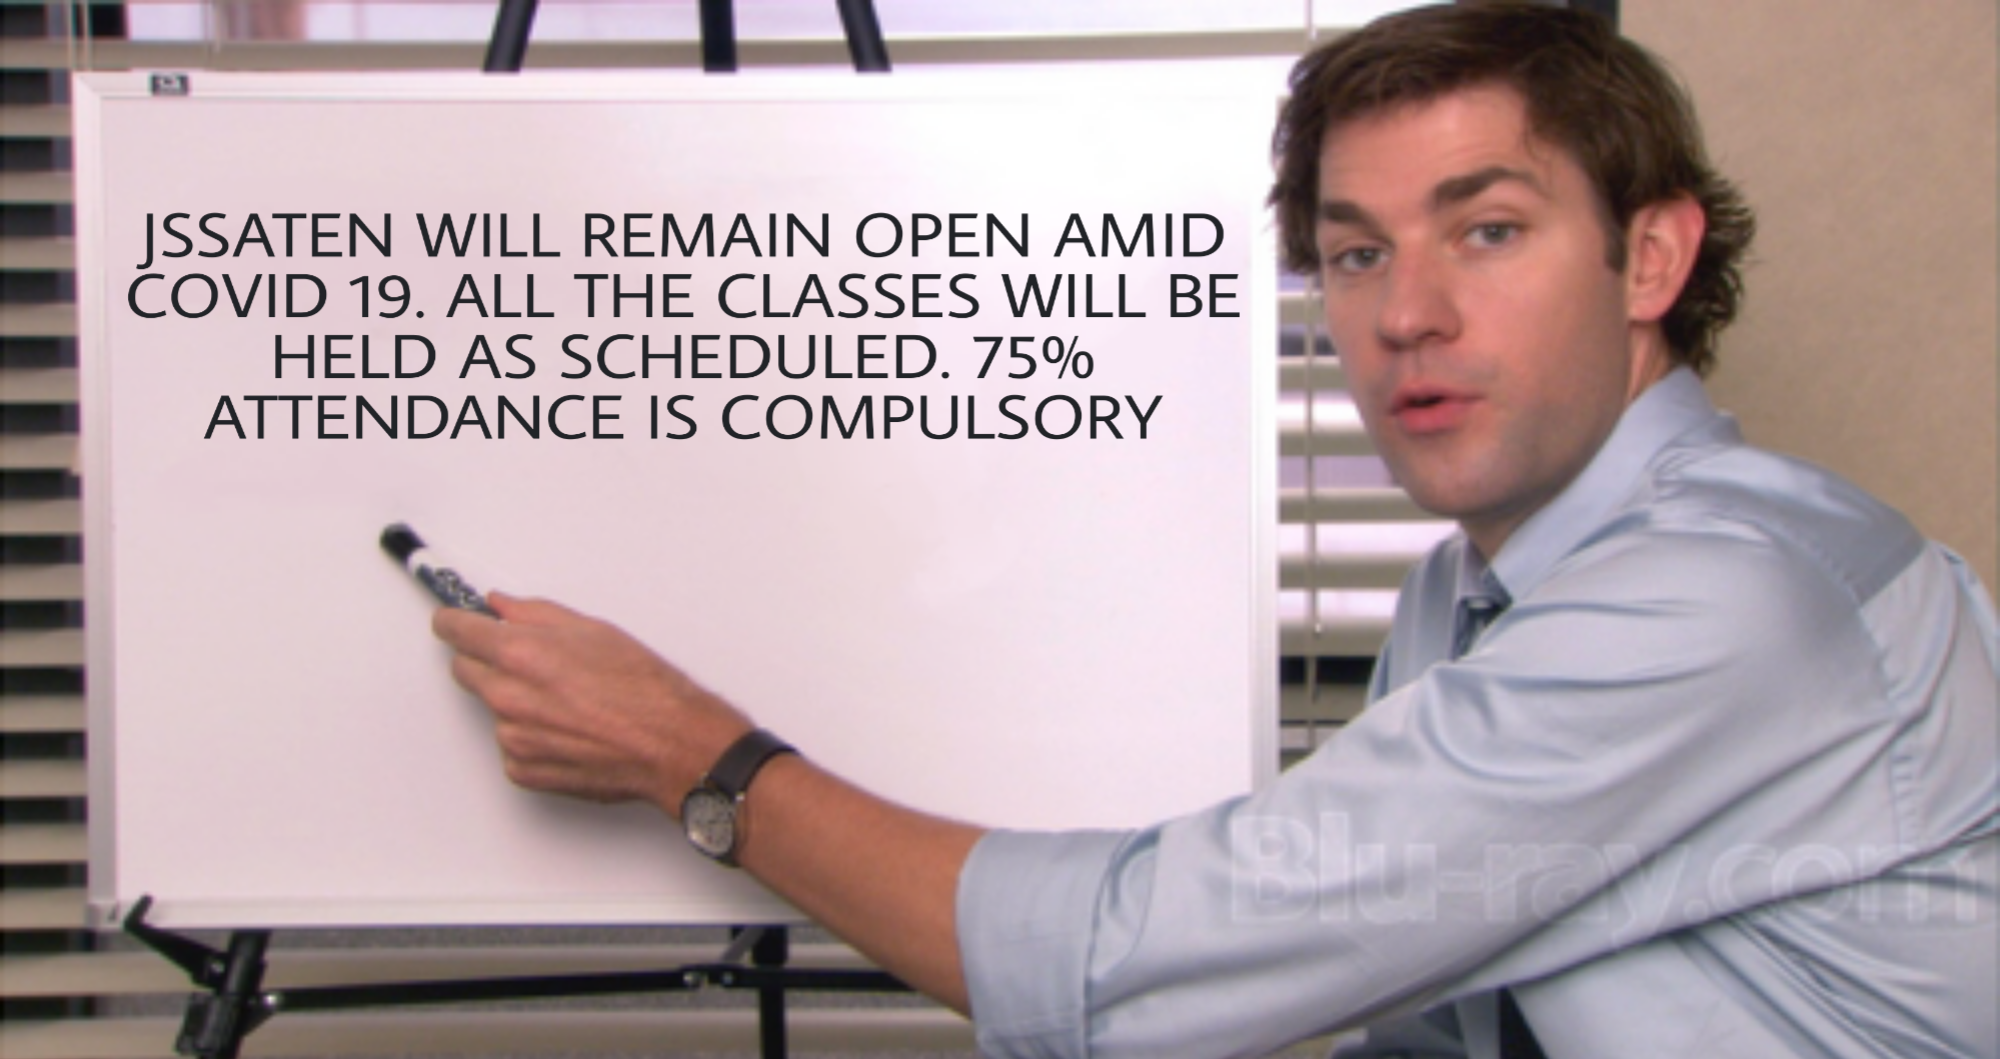 JSSATEN WILL REMAIN OPEN AMID
COVID 19. ALL THE CLASSES WILL BE
HELD AS SCHEDULED. 75%
ATTENDANCE IS COMPULSORY
Blu-ray.com